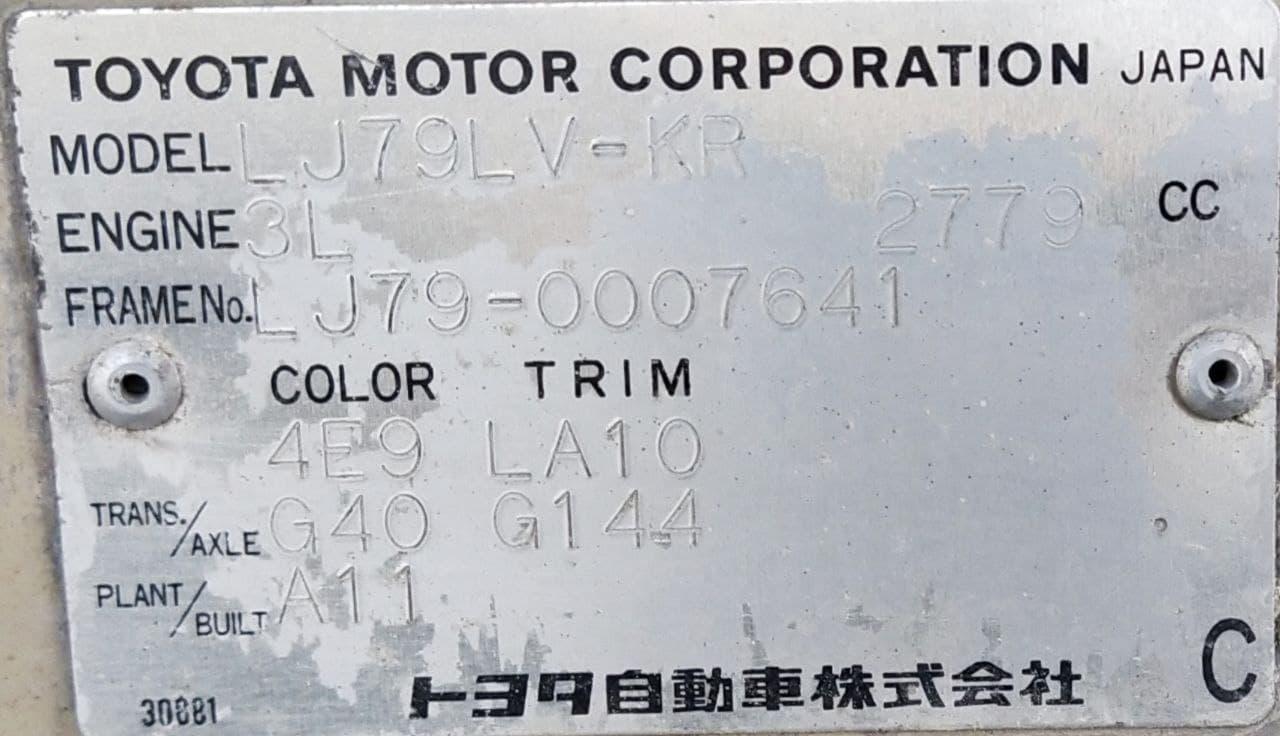 TOYOTA MOTOR CORPORATION JAPAN
MODEL LJ79LV-KR
ENGINE 3L 2779 CC
FRAME No. LJ79-0007641
COLOR TRIM
4E9 LA10
TRANS./AXLE G40 G144
PLANT/BUILT A11
トヨタ自動車株式会社 C
30881